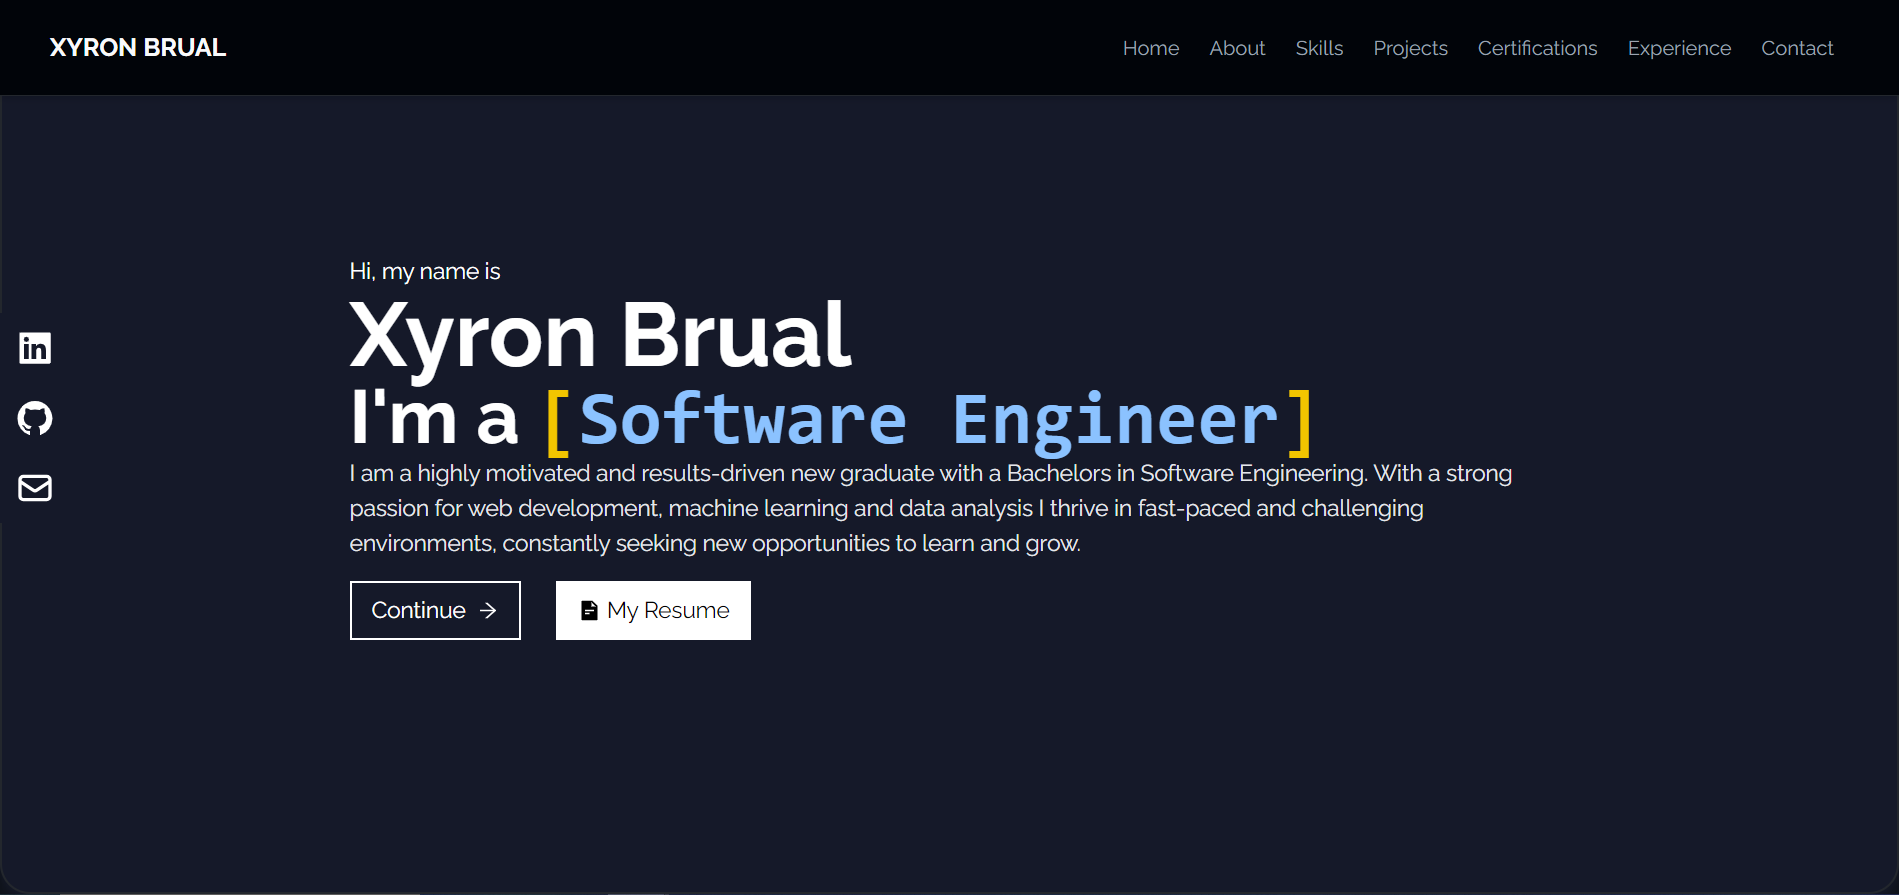 XYRON BRUAL
Home About Skills Projects Certifications Experience Contact
Hi, my name is
Xyron Brual
I'm a [Software Engineer]
I am a highly motivated and results-driven new graduate with a Bachelors in Software Engineering. With a strong
passion for web development, machine learning and data analysis I thrive in fast-paced and challenging
environments, constantly seeking new opportunities to learn and grow.
Continue →
My Resume
in